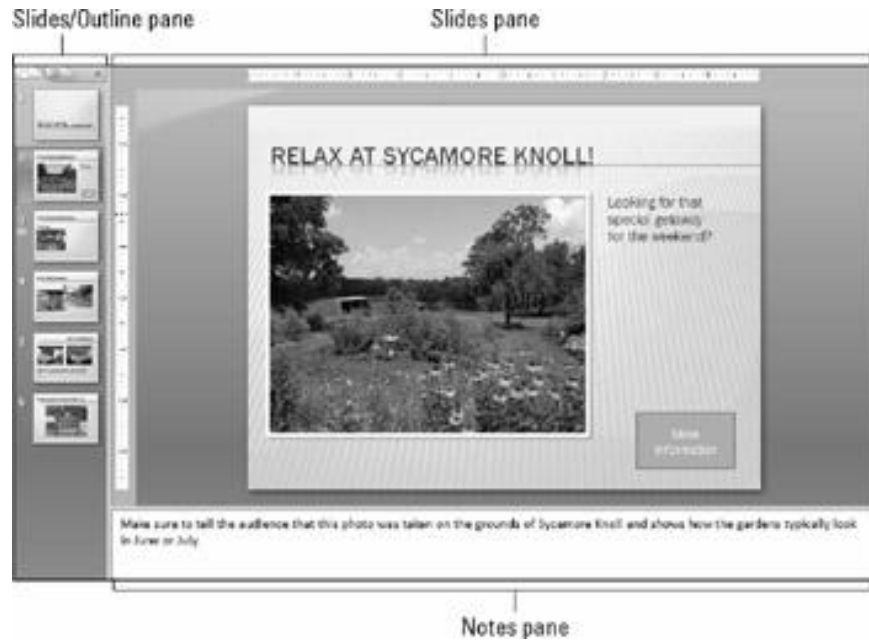 Slides/Outline pane
Slides pane
RELAX AT SYCAMORE KNOLL!
Looking for that
special getaway
for the weekend?
More
information
Make sure to tell the audience that this photo was taken on the grounds of Sycamore Knoll and shows how the gardens typically look
in June or July.
Notes pane